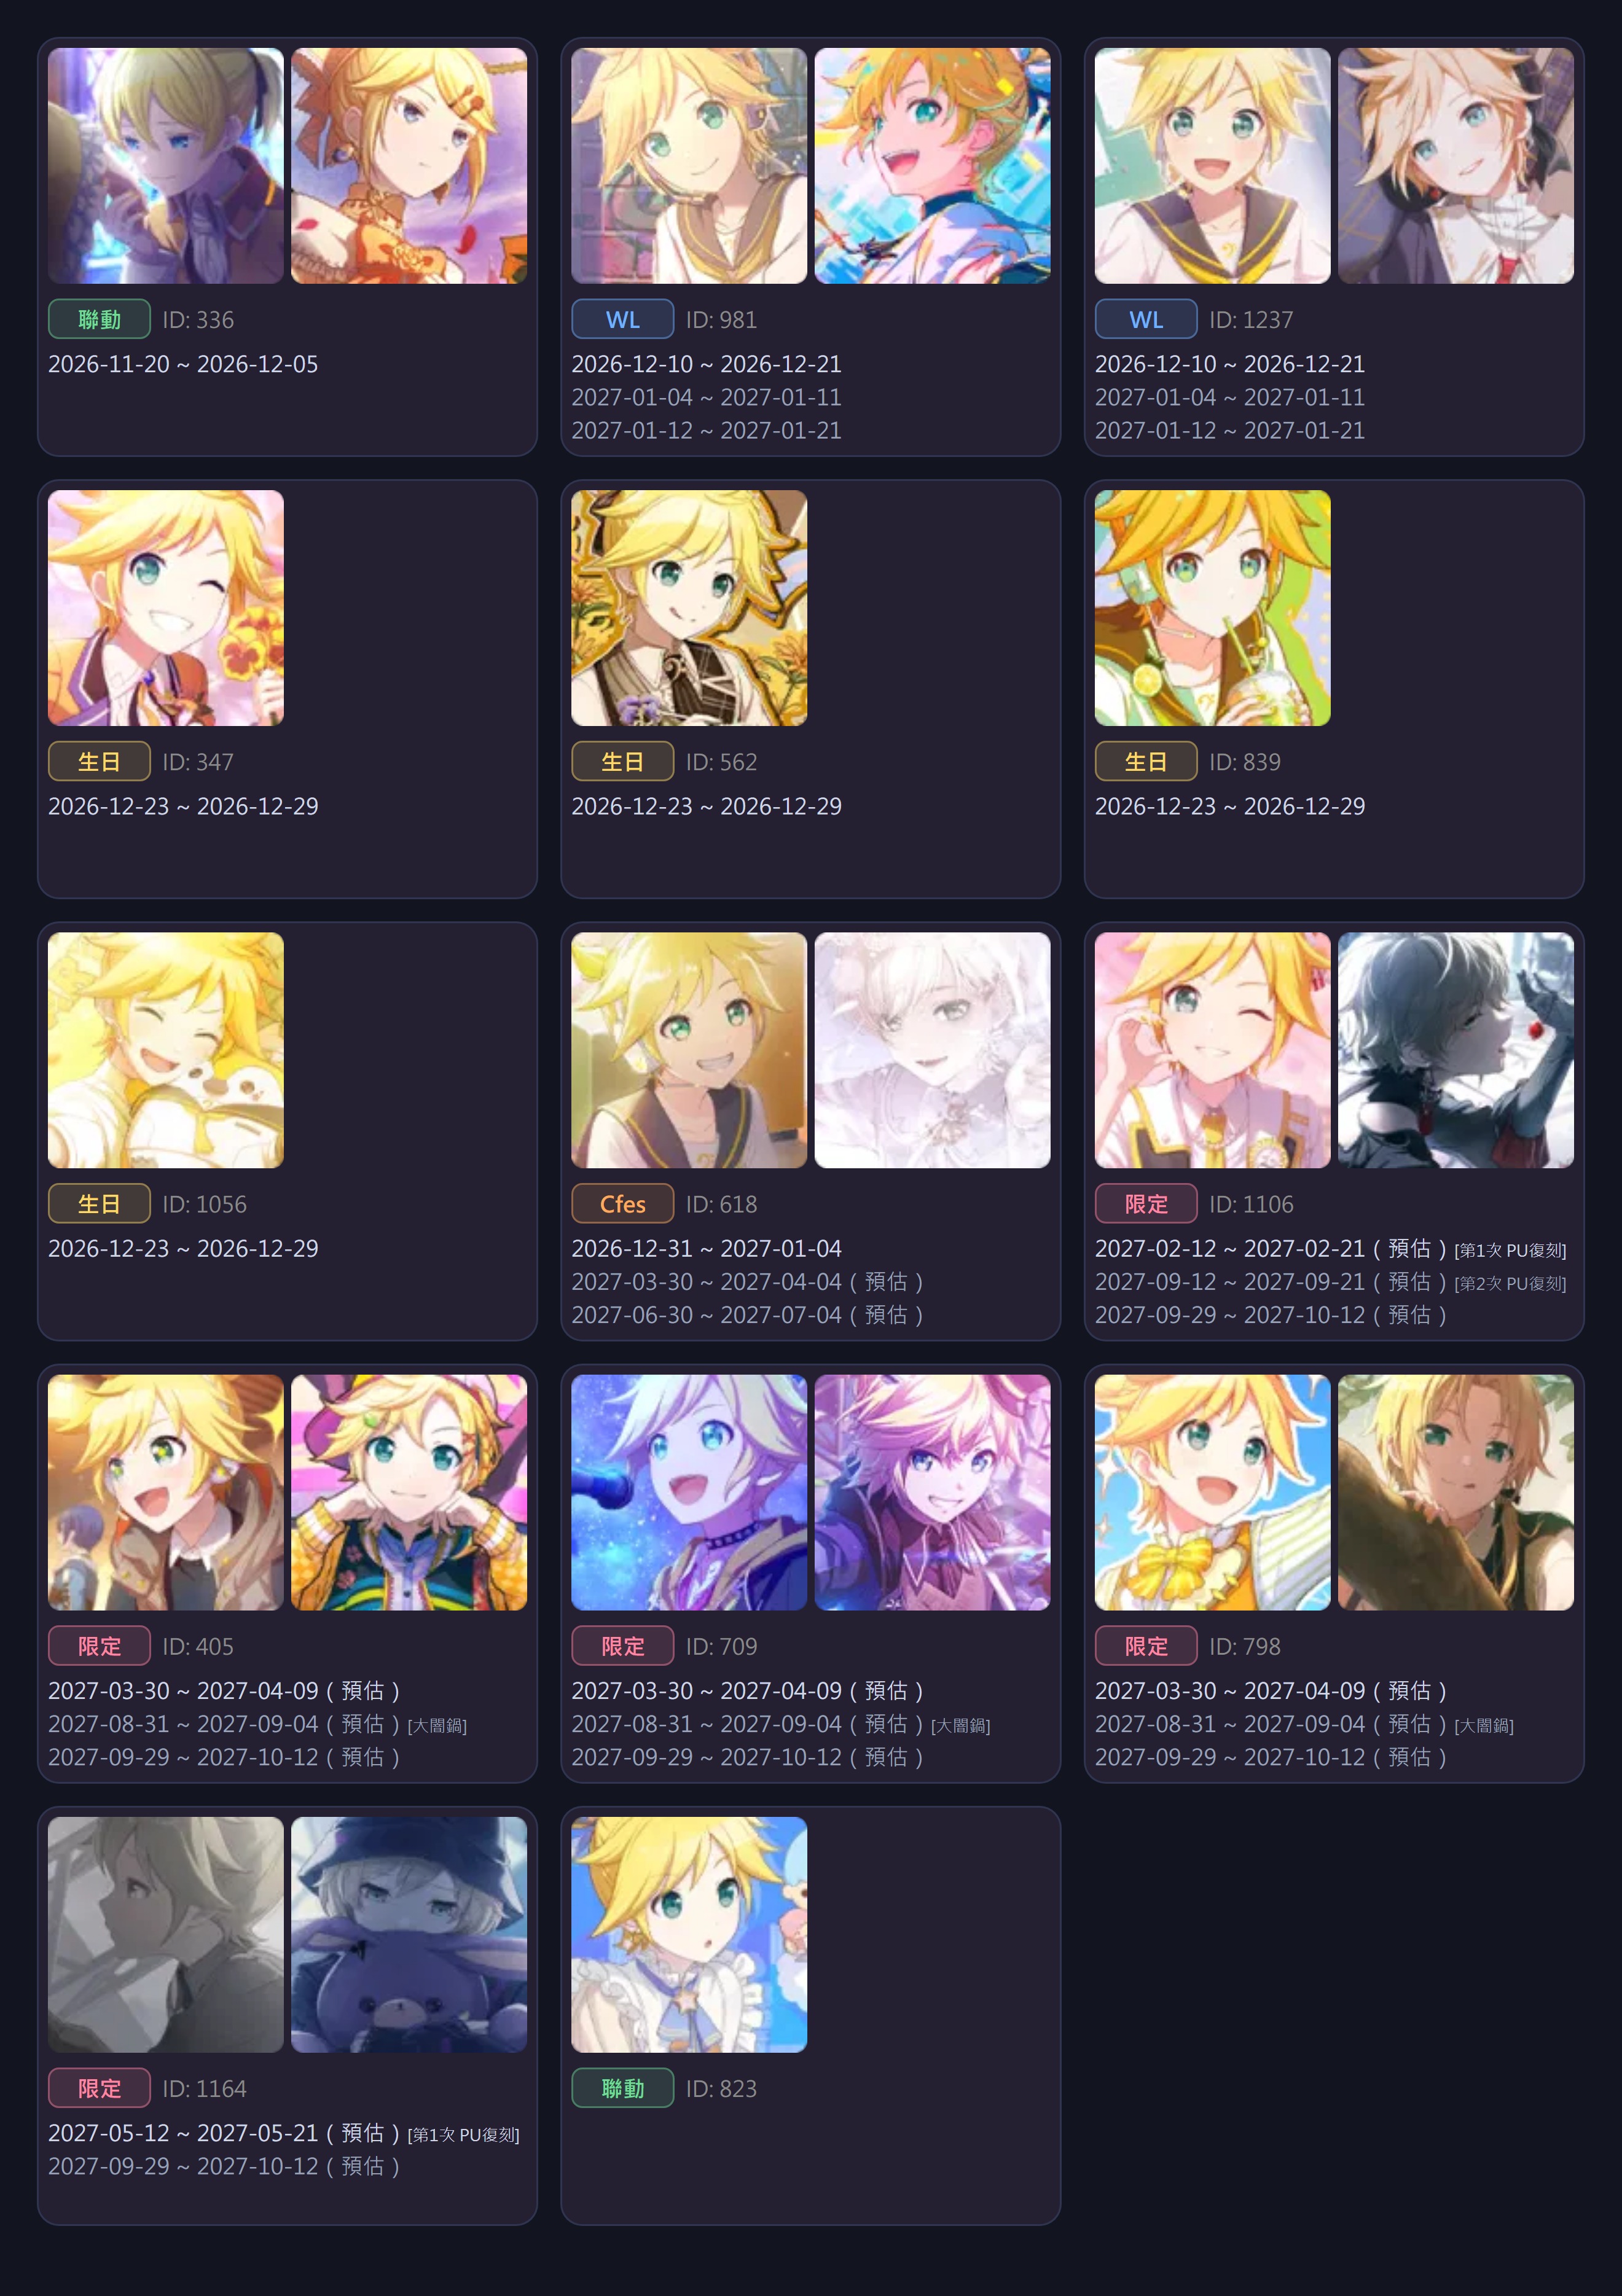 聯動 ID: 336
2026-11-20 ~ 2026-12-05
WL ID: 981
2026-12-10 ~ 2026-12-21
2027-01-04 ~ 2027-01-11
2027-01-12 ~ 2027-01-21
WL ID: 1237
2026-12-10 ~ 2026-12-21
2027-01-04 ~ 2027-01-11
2027-01-12 ~ 2027-01-21
生日 ID: 347
2026-12-23 ~ 2026-12-29
生日 ID: 562
2026-12-23 ~ 2026-12-29
生日 ID: 839
2026-12-23 ~ 2026-12-29
生日 ID: 1056
2026-12-23 ~ 2026-12-29
Cfes ID: 618
2026-12-31 ~ 2027-01-04
2027-03-30 ~ 2027-04-04 ( 預估 )
2027-06-30 ~ 2027-07-04 ( 預估 )
限定 ID: 1106
2027-02-12 ~ 2027-02-21 ( 預估 ) [第1次 PU復刻]
2027-09-12 ~ 2027-09-21 ( 預估 ) [第2次 PU復刻]
2027-09-29 ~ 2027-10-12 ( 預估 )
限定 ID: 405
2027-03-30 ~ 2027-04-09 ( 預估 )
2027-08-31 ~ 2027-09-04 ( 預估 ) [大闇鍋]
2027-09-29 ~ 2027-10-12 ( 預估 )
限定 ID: 709
2027-03-30 ~ 2027-04-09 ( 預估 )
2027-08-31 ~ 2027-09-04 ( 預估 ) [大闇鍋]
2027-09-29 ~ 2027-10-12 ( 預估 )
限定 ID: 798
2027-03-30 ~ 2027-04-09 ( 預估 )
2027-08-31 ~ 2027-09-04 ( 預估 ) [大闇鍋]
2027-09-29 ~ 2027-10-12 ( 預估 )
限定 ID: 1164
2027-05-12 ~ 2027-05-21 ( 預估 ) [第1次 PU復刻]
2027-09-29 ~ 2027-10-12 ( 預估 )
聯動 ID: 823